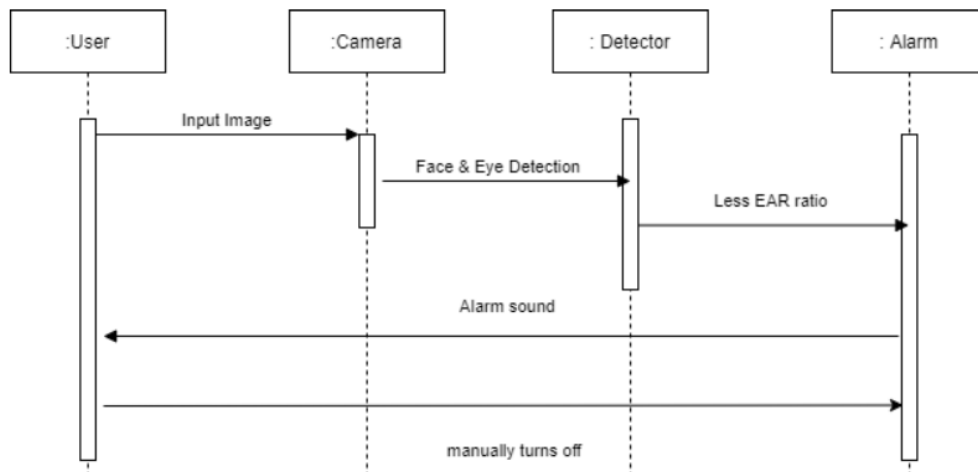 :User
:Camera
: Detector
: Alarm
Input Image
Face & Eye Detection
Less EAR ratio
Alarm sound
manually turns off